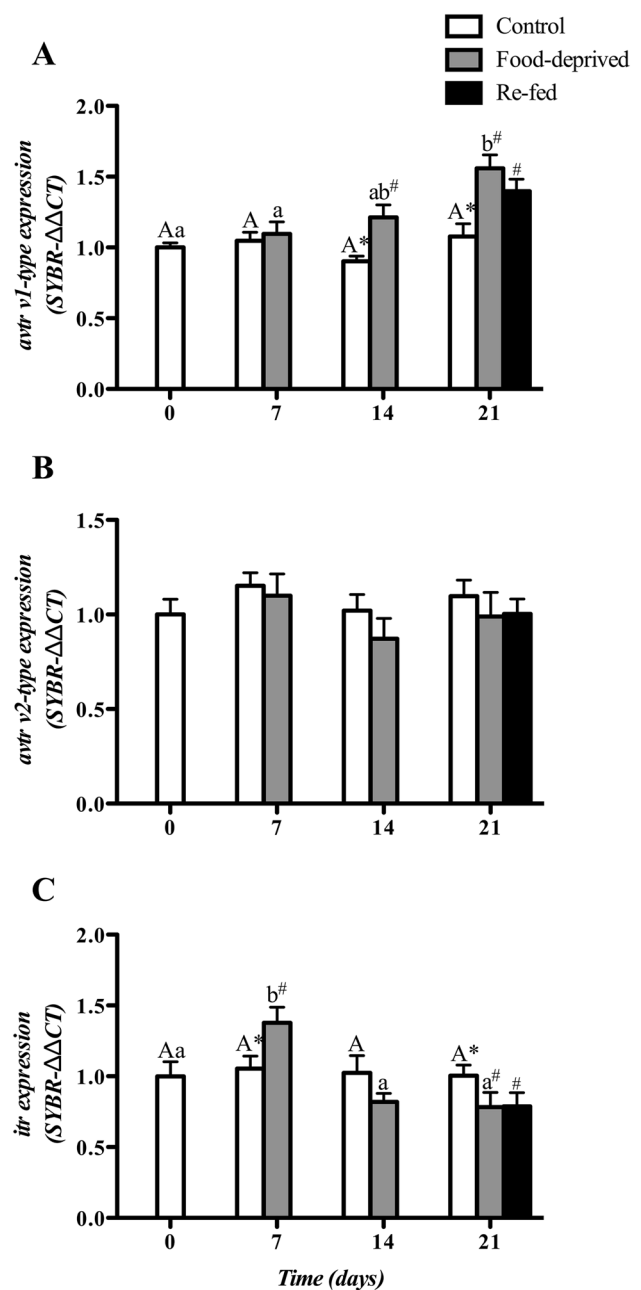 Control
Food-deprived
Re-fed
A
avtr v1-type expression
(SYBR-ΔΔCT)
2.0
1.5
1.0
0.5
0.0
Aa
A
a
A*
ab#
A*
b#
#
0
7
14
21
B
avtr v2-type expression
(SYBR-ΔΔCT)
1.5
1.0
0.5
0.0
0
7
14
21
C
itr expression
(SYBR-ΔΔCT)
2.0
1.5
1.0
0.5
0.0
Aa
A*
b#
A
a
A*
a#
#
0
7
14
21
Time (days)